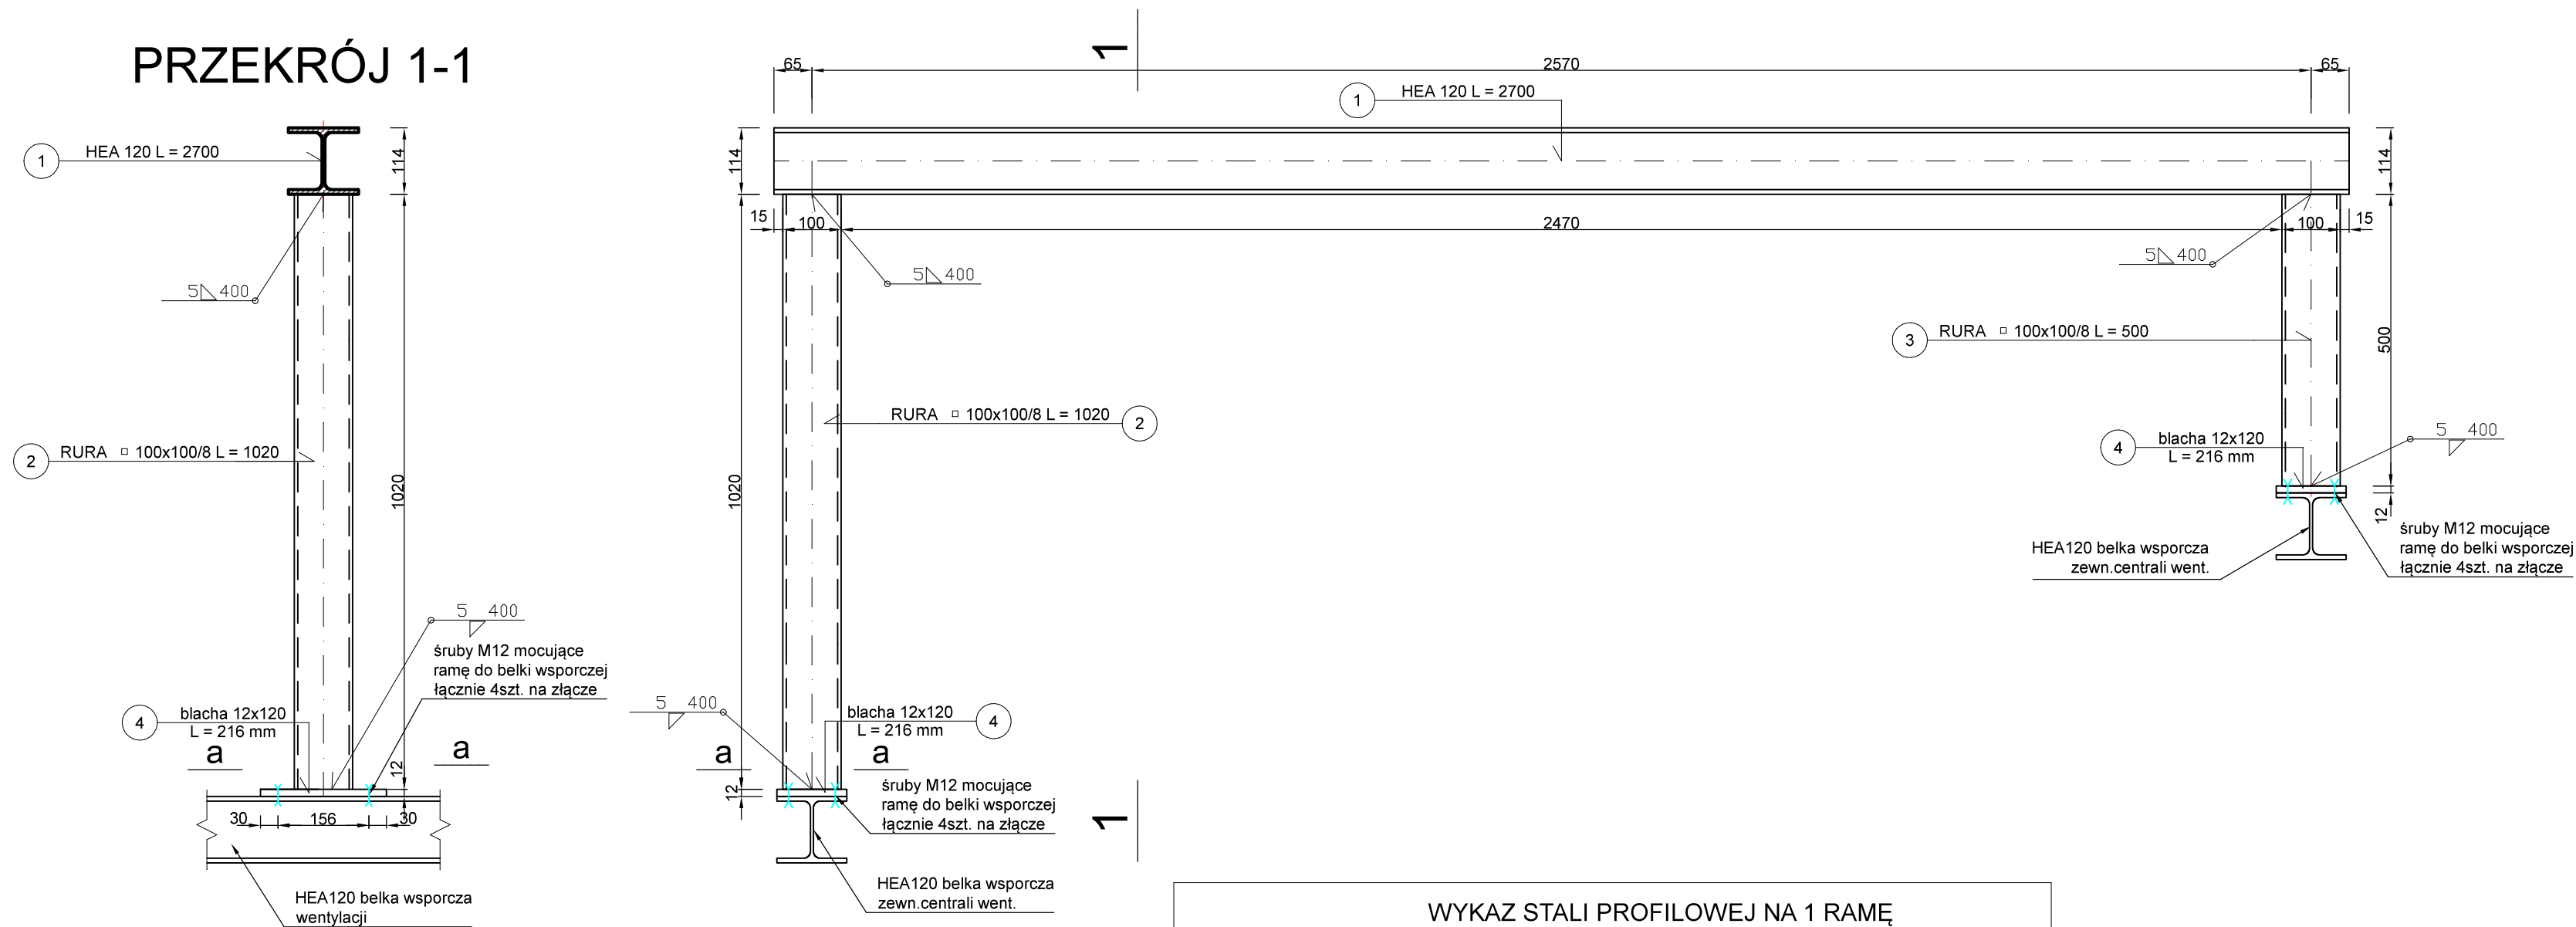 PRZEKRÓJ 1-1
1
HEA 120 L = 2700
114
5 400
2
RURA □ 100x100/8 L = 1020
1020
5 400
śruby M12 mocujące
ramę do belki wsporczej
łącznie 4szt. na złącze
4
blacha 12x120
L = 216 mm
a
a
12
30
156
30
HEA120 belka wsporcza
wentylacji
1
65
2570
65
1
HEA 120 L = 2700
114
114
15
100
2470
100
15
5 400
5 400
3
RURA □ 100x100/8 L = 500
500
RURA □ 100x100/8 L = 1020
2
1020
4
blacha 12x120
L = 216 mm
5 400
12
śruby M12 mocujące
ramę do belki wsporczej
łącznie 4szt. na złącze
HEA120 belka wsporcza
zewn.centrali went.
5 400
blacha 12x120
L = 216 mm
4
a
a
12
śruby M12 mocujące
ramę do belki wsporczej
łącznie 4szt. na złącze
1
HEA120 belka wsporcza
zewn.centrali went.
WYKAZ STALI PROFILOWEJ NA 1 RAMĘ